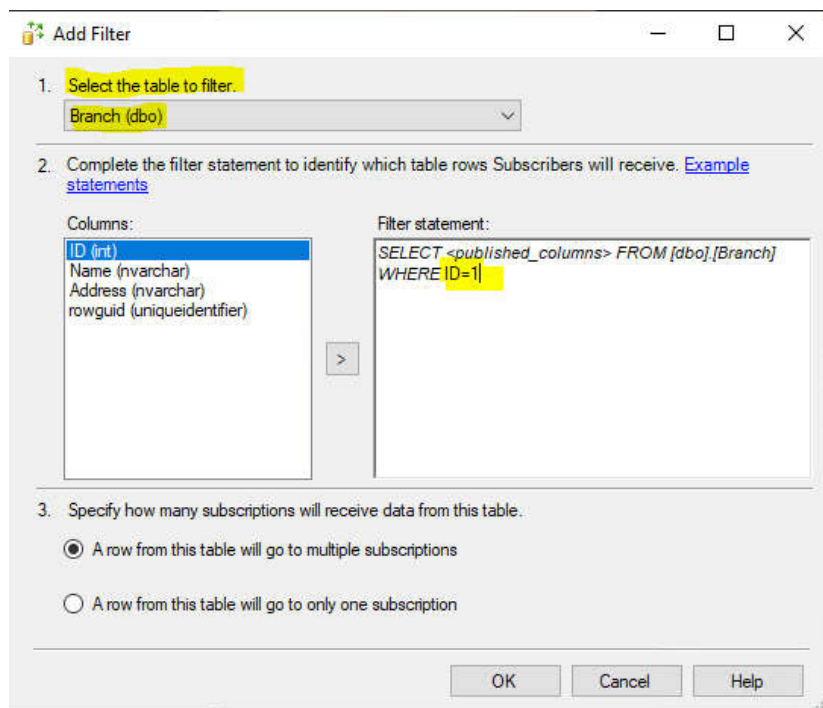 Add Filter
1. Select the table to filter.
Branch (dbo)
2. Complete the filter statement to identify which table rows Subscribers will receive. Example
statements
Columns:
ID (int)
Name (nvarchar)
Address (nvarchar)
rowguid (uniqueidentifier)
>
Filter statement:
SELECT <published_columns> FROM [dbo].[Branch]
WHERE ID=1
3. Specify how many subscriptions will receive data from this table.
A row from this table will go to multiple subscriptions
A row from this table will go to only one subscription
OK Cancel Help